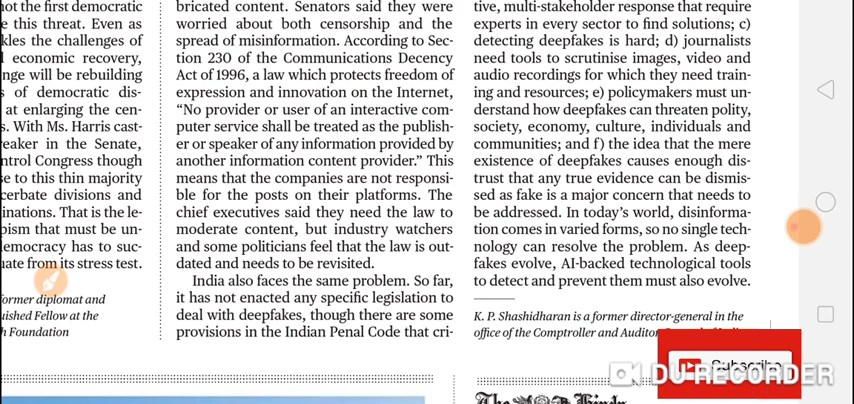 not the first democratic
e this threat. Even as
kles the challenges of
economic recovery,
nge will be rebuilding
s of democratic dis-
at enlarging the cen-
s. With Ms. Harris cast-
reaker in the Senate,
ntrol Congress though
se to this thin majority
cerbate divisions and
inations. That is the le-
pism that must be un-
democracy has to suc-
uate from its stress test.
ormer diplomat and
uished Fellow at the
h Foundation
bricated content. Senators said they were
worried about both censorship and the
spread of misinformation. According to Sec-
tion 230 of the Communications Decency
Act of 1996, a law which protects freedom of
expression and innovation on the Internet,
“No provider or user of an interactive com-
puter service shall be treated as the publish-
er or speaker of any information provided by
another information content provider.” This
means that the companies are not responsi-
ble for the posts on their platforms. The
chief executives said they need the law to
moderate content, but industry watchers
and some politicians feel that the law is out-
dated and needs to be revisited.
India also faces the same problem. So far,
it has not enacted any specific legislation to
deal with deepfakes, though there are some
provisions in the Indian Penal Code that cri-
tive, multi-stakeholder response that require
experts in every sector to find solutions; c)
detecting deepfakes is hard; d) journalists
need tools to scrutinise images, video and
audio recordings for which they need train-
ing and resources; e) policymakers must un-
derstand how deepfakes can threaten polity,
society, economy, culture, individuals and
communities; and f) the idea that the mere
existence of deepfakes causes enough dis-
trust that any true evidence can be dismis-
sed as fake is a major concern that needs to
be addressed. In today’s world, disinforma-
tion comes in varied forms, so no single tech-
nology can resolve the problem. As deep-
fakes evolve, AI-backed technological tools
to detect and prevent them must also evolve.
K. P. Shashidharan is a former director-general in the
office of the Comptroller and Auditor
Subscribe
DU RECORDER
The Hindu